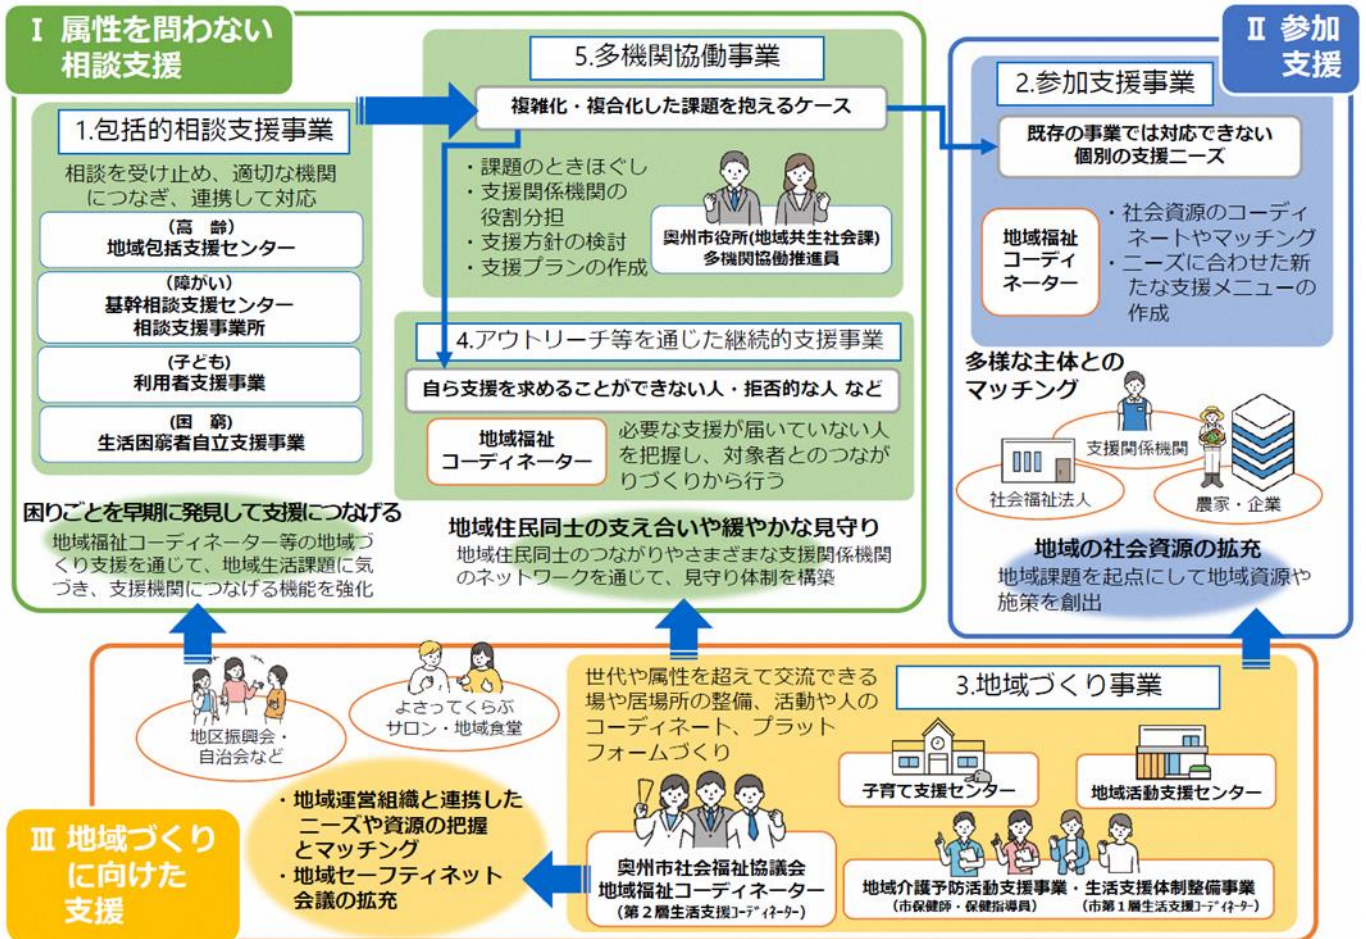 Ⅰ 属性を問わない
相談支援
1.包括的相談支援事業
相談を受け止め、適切な機関
につなぎ、連携して対応
(高　齢)
地域包括支援センター
(障がい)
基幹相談支援センター
相談支援事業所
(子ども)
利用者支援事業
(困　窮)
生活困窮者自立支援事業
5.多機関協働事業
複雑化・複合化した課題を抱えるケース
・課題のときほぐし
・支援関係機関の
役割分担
・支援方針の検討
・支援プランの作成
奥州市役所(地域共生社会課)
多機関協働推進員
4.アウトリーチ等を通じた継続的支援事業
自ら支援を求めることができない人・拒否的な人 など
地域福祉
コーディネーター
必要な支援が届いていない人
を把握し、対象者とのつなが
りづくりから行う
困りごとを早期に発見して支援につなげる
地域福祉コーディネーター等の地域づ
くり支援を通じて、地域生活課題に気
づき、支援機関につなげる機能を強化
地域住民同士の支え合いや緩やかな見守り
地域住民同士のつながりやさまざまな支援関係機関
のネットワークを通じて、見守り体制を構築
Ⅱ 参加
支援
2.参加支援事業
既存の事業では対応できない
個別の支援ニーズ
地域福祉
コーディ
ネーター
・社会資源のコーディ
ネートやマッチング
・ニーズに合わせた新
たな支援メニューの
作成
多様な主体との
マッチング
支援関係機関
社会福祉法人
農家・企業
地域の社会資源の拡充
地域課題を起点にして地域資源や
施策を創出
Ⅲ 地域づくり
に向けた
支援
地区振興会・
自治会など
よさってくらぶ
サロン・地域食堂
・地域運営組織と連携した
ニーズや資源の把握
とマッチング
・地域セーフティネット
会議の拡充
世代や属性を超えて交流できる
場や居場所の整備、活動や人の
コーディネート、プラット
フォームづくり
3.地域づくり事業
子育て支援センター
地域活動支援センター
奥州市社会福祉協議会
地域福祉コーディネーター
(第２層生活支援ｺｰﾃﾞｨﾈｰﾀｰ)
地域介護予防活動支援事業・生活支援体制整備事業
(市保健師・保健指導員)
(市第１層生活支援ｺｰﾃﾞｨﾈｰﾀｰ)